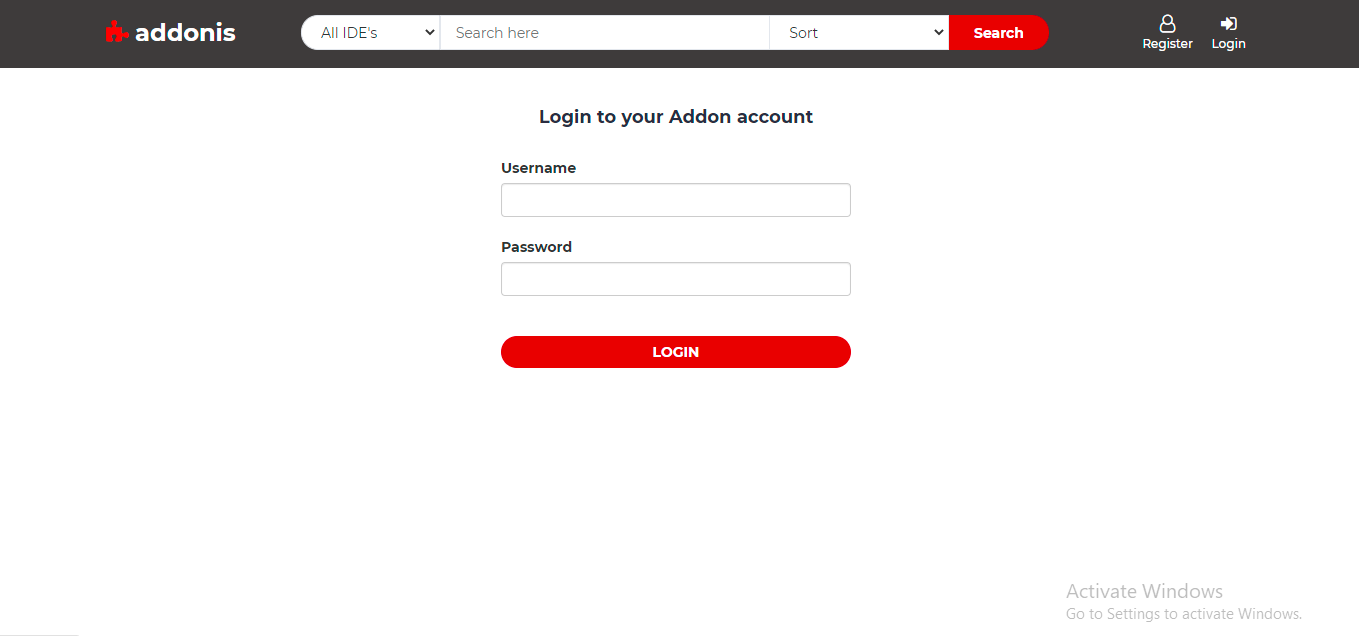 addonis
All IDE's
Search here
Sort
Search
Register
Login
Login to your Addon account
Username
Password
LOGIN
Activate Windows
Go to Settings to activate Windows.